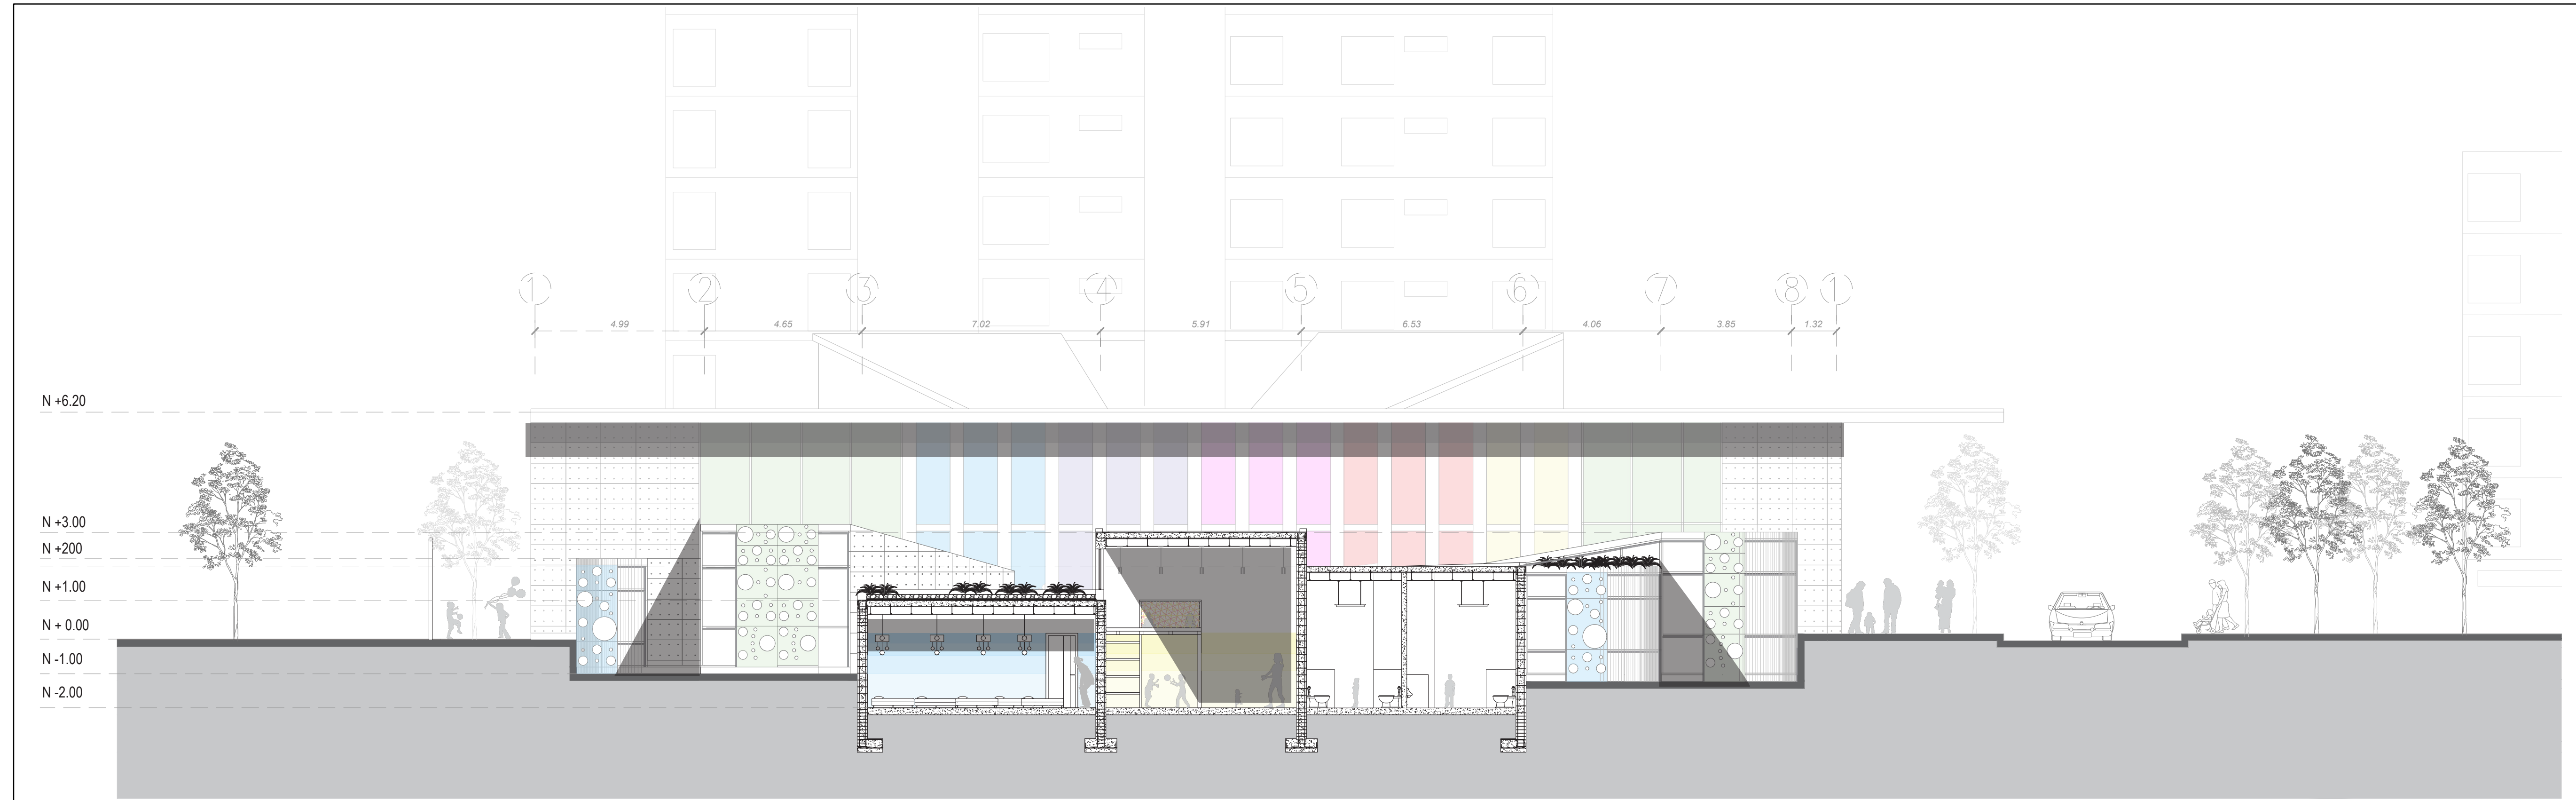 1 2 3 4 5 6 7 8 1
4.99 4.65 7.02 5.91 6.53 4.06 3.85 1.32
N +6.20
N +3.00
N +200
N +1.00
N + 0.00
N -1.00
N -2.00